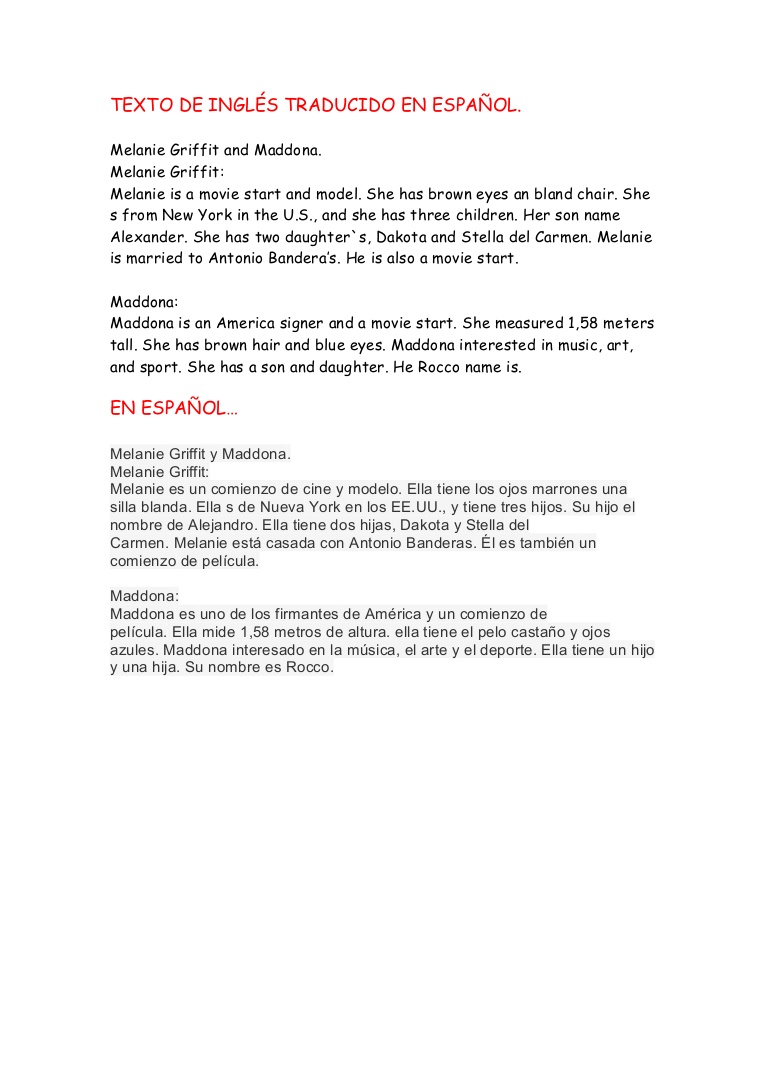 TEXTO DE INGLÉS TRADUCIDO EN ESPAÑOL.
Melanie Griffit and Maddona.
Melanie Griffit:
Melanie is a movie start and model. She has brown eyes an bland chair. She
s from New York in the U.S., and she has three children. Her son name
Alexander. She has two daughter`s, Dakota and Stella del Carmen. Melanie
is married to Antonio Bandera’s. He is also a movie start.
Maddona:
Maddona is an America signer and a movie start. She measured 1,58 meters
tall. She has brown hair and blue eyes. Maddona interested in music, art,
and sport. She has a son and daughter. He Rocco name is.
EN ESPAÑOL…
Melanie Griffit y Maddona.
Melanie Griffit:
Melanie es un comienzo de cine y modelo. Ella tiene los ojos marrones una
silla blanda. Ella s de Nueva York en los EE.UU., y tiene tres hijos. Su hijo el
nombre de Alejandro. Ella tiene dos hijas, Dakota y Stella del
Carmen. Melanie está casada con Antonio Banderas. Él es también un
comienzo de película.
Maddona:
Maddona es uno de los firmantes de América y un comienzo de
película. Ella mide 1,58 metros de altura. ella tiene el pelo castaño y ojos
azules. Maddona interesado en la música, el arte y el deporte. Ella tiene un hijo
y una hija. Su nombre es Rocco.